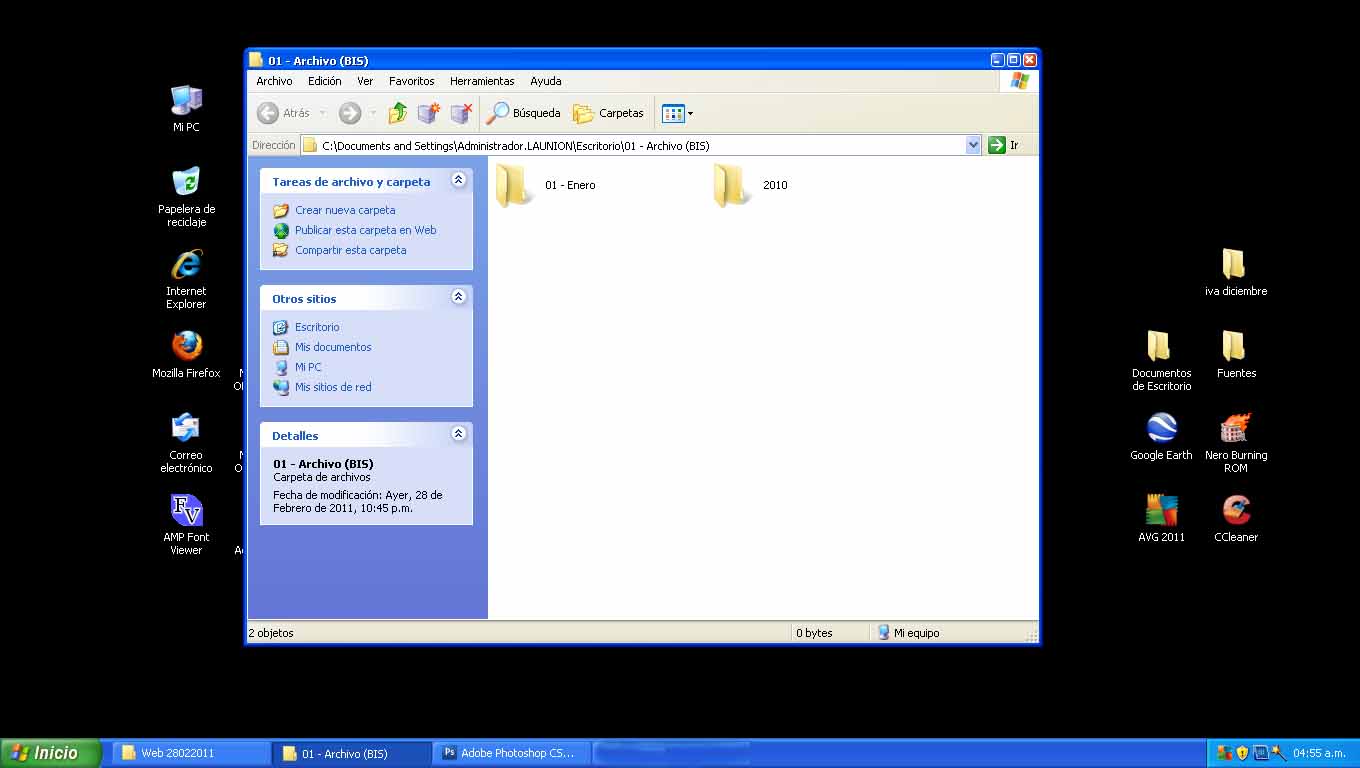 01 - Archivo (BIS)
Archivo Edición Ver Favoritos Herramientas Ayuda
Atrás Búsqueda Carpetas
Dirección C:\Documents and Settings\Administrador.LAUNION\Escritorio\01 - Archivo (BIS) Ir
Tareas de archivo y carpeta
Crear nueva carpeta
Publicar esta carpeta en Web
Compartir esta carpeta
Otros sitios
Escritorio
Mis documentos
Mi PC
Mis sitios de red
Detalles
01 - Archivo (BIS)
Carpeta de archivos
Fecha de modificación: Ayer, 28 de
Febrero de 2011, 10:45 p.m.
01 - Enero
2010
2 objetos
0 bytes
Mi equipo
Mi PC
Papelera de
reciclaje
Internet
Explorer
Mozilla Firefox
Correo
electrónico
FV
AMP Font
Viewer
iva diciembre
Documentos
de Escritorio
Fuentes
Google Earth
Nero Burning
ROM
AVG 2011
CCleaner
Inicio
Web 28022011
01 - Archivo (BIS)
Ps Adobe Photoshop CS...
04:55 a.m.